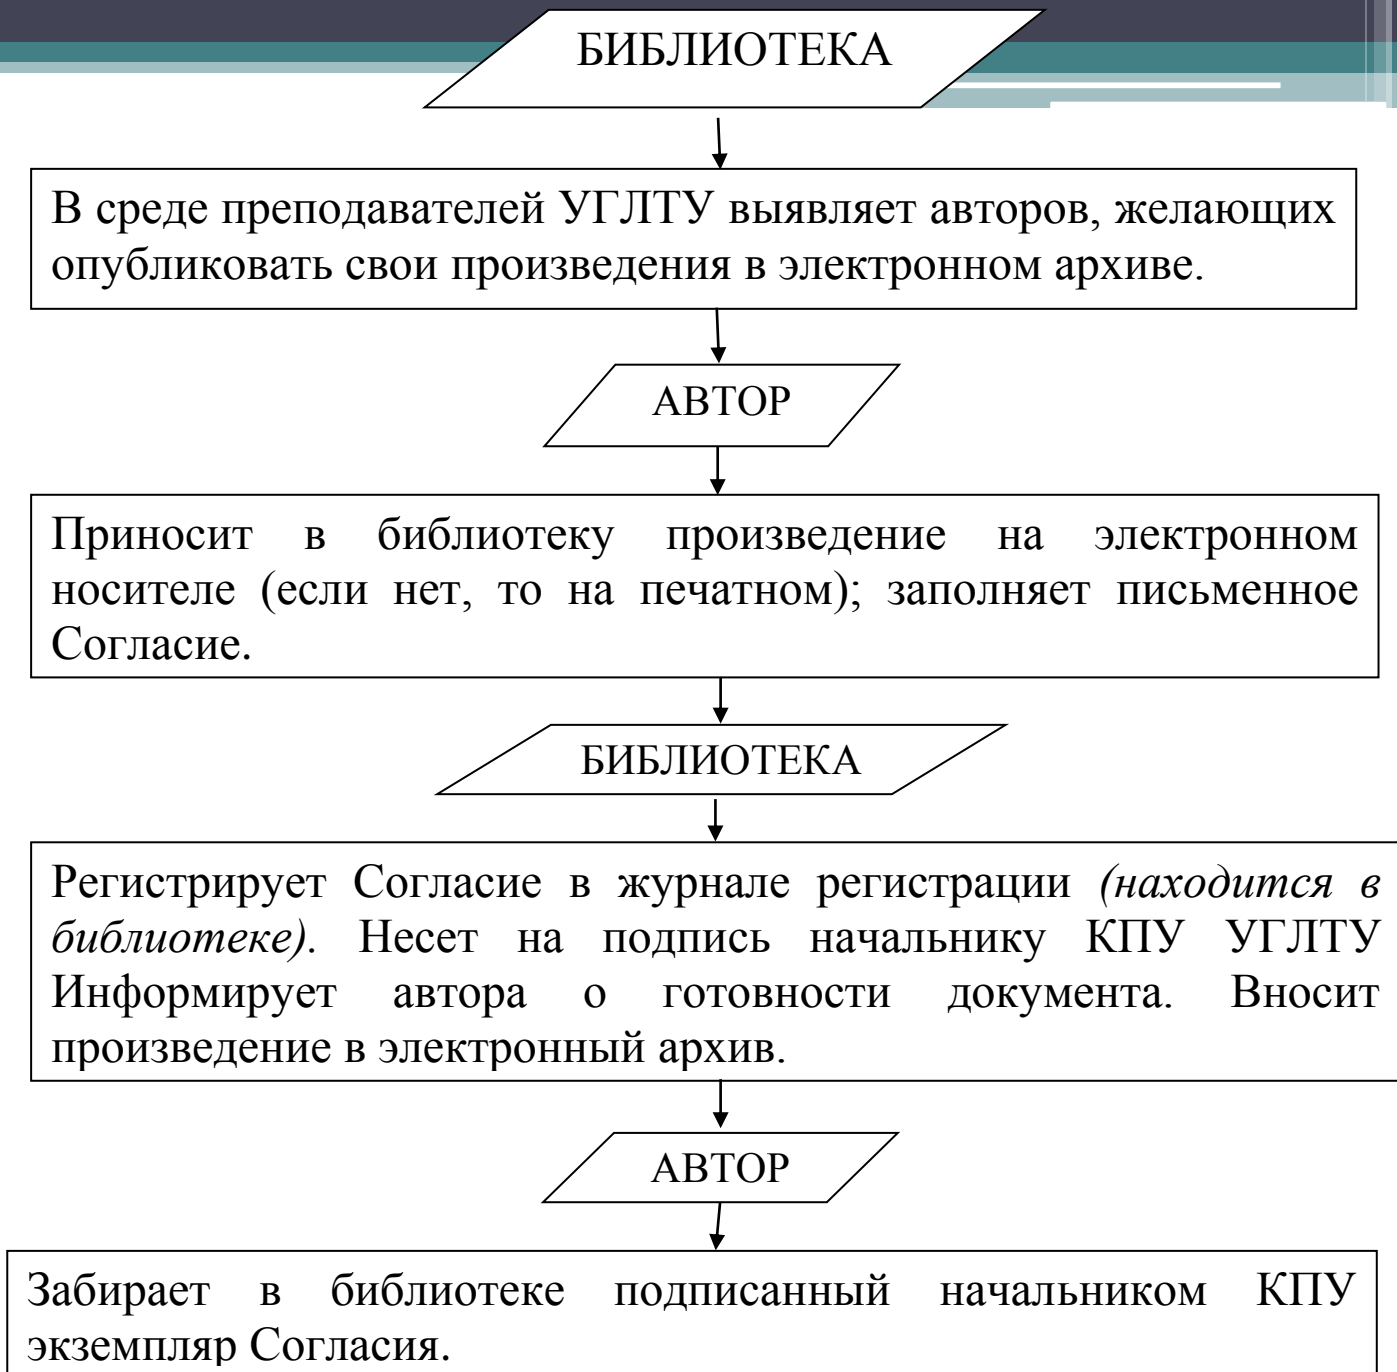 БИБЛИОТЕКА
В среде преподавателей УГЛТУ выявляет авторов, желающих
опубликовать свои произведения в электронном архиве.
АВТОР
Приносит в библиотеку произведение на электронном
носителе (если нет, то на печатном); заполняет письменное
Согласие.
БИБЛИОТЕКА
Регистрирует Согласие в журнале регистрации (находится в
библиотеке). Несет на подпись начальнику КПУ УГЛТУ
Информирует автора о готовности документа. Вносит
произведение в электронный архив.
АВТОР
Забирает в библиотеке подписанный начальником КПУ
экземпляр Согласия.